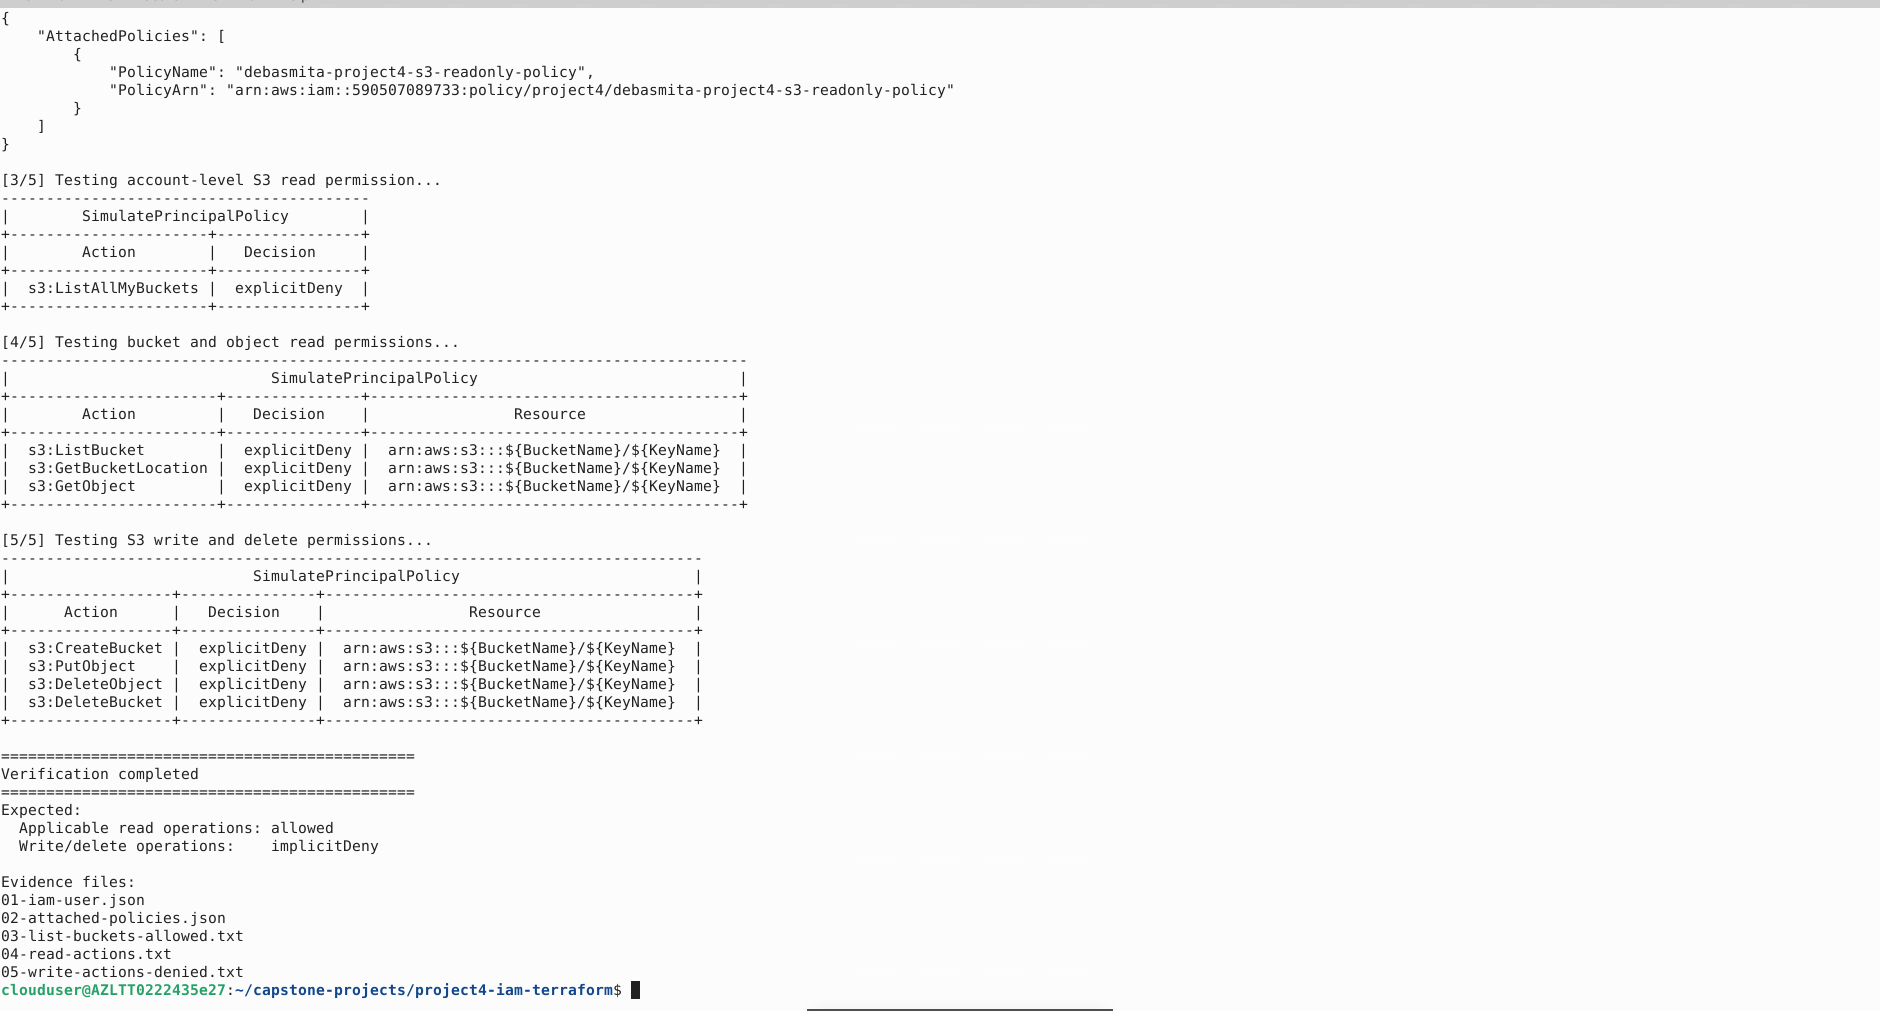 {
    "AttachedPolicies": [
        {
            "PolicyName": "debasmita-project4-s3-readonly-policy",
            "PolicyArn": "arn:aws:iam::590507089733:policy/project4/debasmita-project4-s3-readonly-policy"
        }
    ]
}
[3/5] Testing account-level S3 read permission...
-----------------------------------------
|        SimulatePrincipalPolicy        |
+----------------------+----------------+
|        Action        |   Decision     |
+----------------------+----------------+
|  s3:ListAllMyBuckets |  explicitDeny  |
+----------------------+----------------+
[4/5] Testing bucket and object read permissions...
-----------------------------------------------------------------------------------
|                             SimulatePrincipalPolicy                             |
+-----------------------+---------------+-----------------------------------------+
|        Action         |   Decision    |                Resource                 |
+-----------------------+---------------+-----------------------------------------+
|  s3:ListBucket        |  explicitDeny |  arn:aws:s3:::${BucketName}/${KeyName}  |
|  s3:GetBucketLocation |  explicitDeny |  arn:aws:s3:::${BucketName}/${KeyName}  |
|  s3:GetObject         |  explicitDeny |  arn:aws:s3:::${BucketName}/${KeyName}  |
+-----------------------+---------------+-----------------------------------------+
[5/5] Testing S3 write and delete permissions...
------------------------------------------------------------------------------
|                           SimulatePrincipalPolicy                          |
+------------------+---------------+-----------------------------------------+
|      Action      |   Decision    |                Resource                 |
+------------------+---------------+-----------------------------------------+
|  s3:CreateBucket |  explicitDeny |  arn:aws:s3:::${BucketName}/${KeyName}  |
|  s3:PutObject    |  explicitDeny |  arn:aws:s3:::${BucketName}/${KeyName}  |
|  s3:DeleteObject |  explicitDeny |  arn:aws:s3:::${BucketName}/${KeyName}  |
|  s3:DeleteBucket |  explicitDeny |  arn:aws:s3:::${BucketName}/${KeyName}  |
+------------------+---------------+-----------------------------------------+
==============================================
Verification completed
==============================================
Expected:
  Applicable read operations: allowed
  Write/delete operations:    implicitDeny
Evidence files:
01-iam-user.json
02-attached-policies.json
03-list-buckets-allowed.txt
04-read-actions.txt
05-write-actions-denied.txt
clouduser@AZLTT0222435e27:~/capstone-projects/project4-iam-terraform$